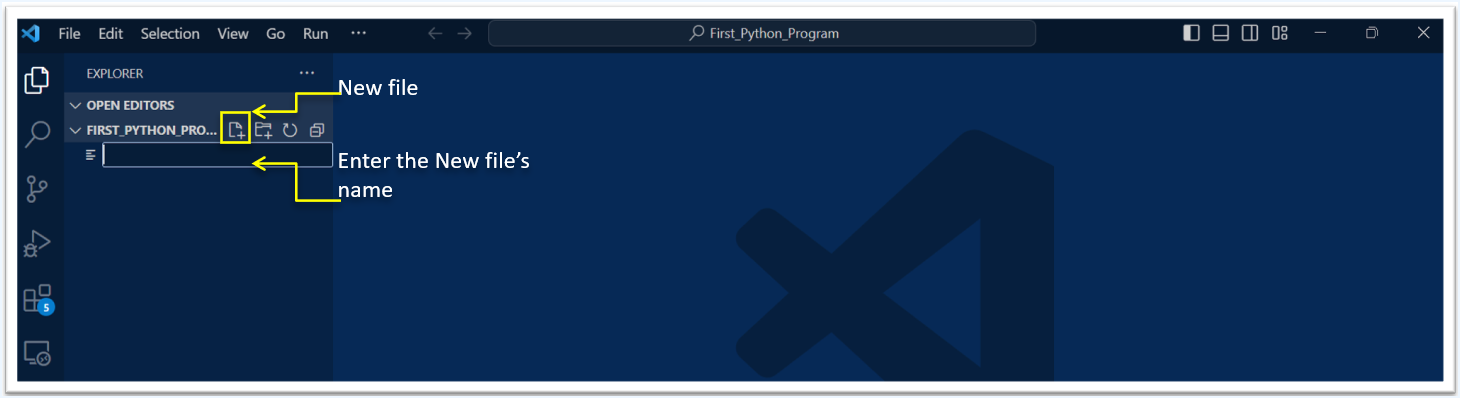 File Edit Selection View Go Run ···
First_Python_Program
EXPLORER ···
New file
OPEN EDITORS
FIRST_PYTHON_PRO...
Enter the New file’s
name
5